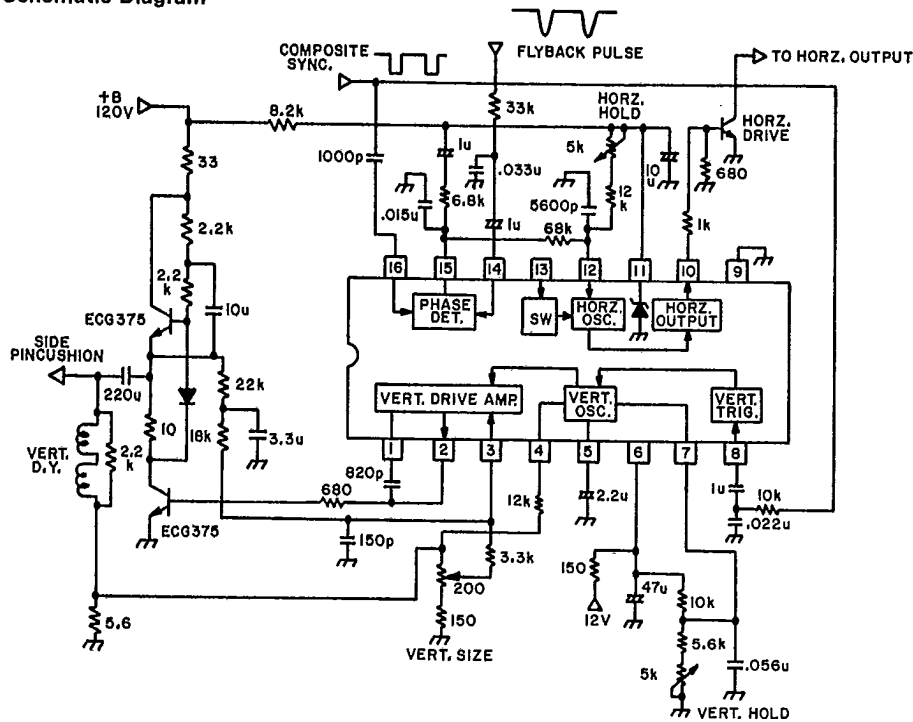 Schematic Diagram
COMPOSITE
SYNC.
FLYBACK PULSE
TO HORZ. OUTPUT
+B
120V
8.2k
33k
HORZ.
HOLD
HORZ.
DRIVE
33
1000p
1u
.033u
5k
10
u
680
2.2k
.015u
6.8k
1u
5600p
12
k
1k
68k
2.2
k
10u
16
15
14
13
12
11
10
9
PHASE
DET.
SW
HORZ.
OSC.
HORZ.
OUTPUT
ECG375
SIDE
PINCUSHION
220u
22k
VERT. DRIVE AMP.
VERT.
OSC.
VERT.
TRIG.
10
18k
3.3u
1
2
3
4
5
6
7
8
VERT.
D.Y.
2.2
k
820p
680
12k
2.2u
1u
10k
.022u
ECG375
150p
3.3k
200
150
47u
10k
12V
5.6
150
5.6k
5k
.056u
VERT. SIZE
VERT. HOLD